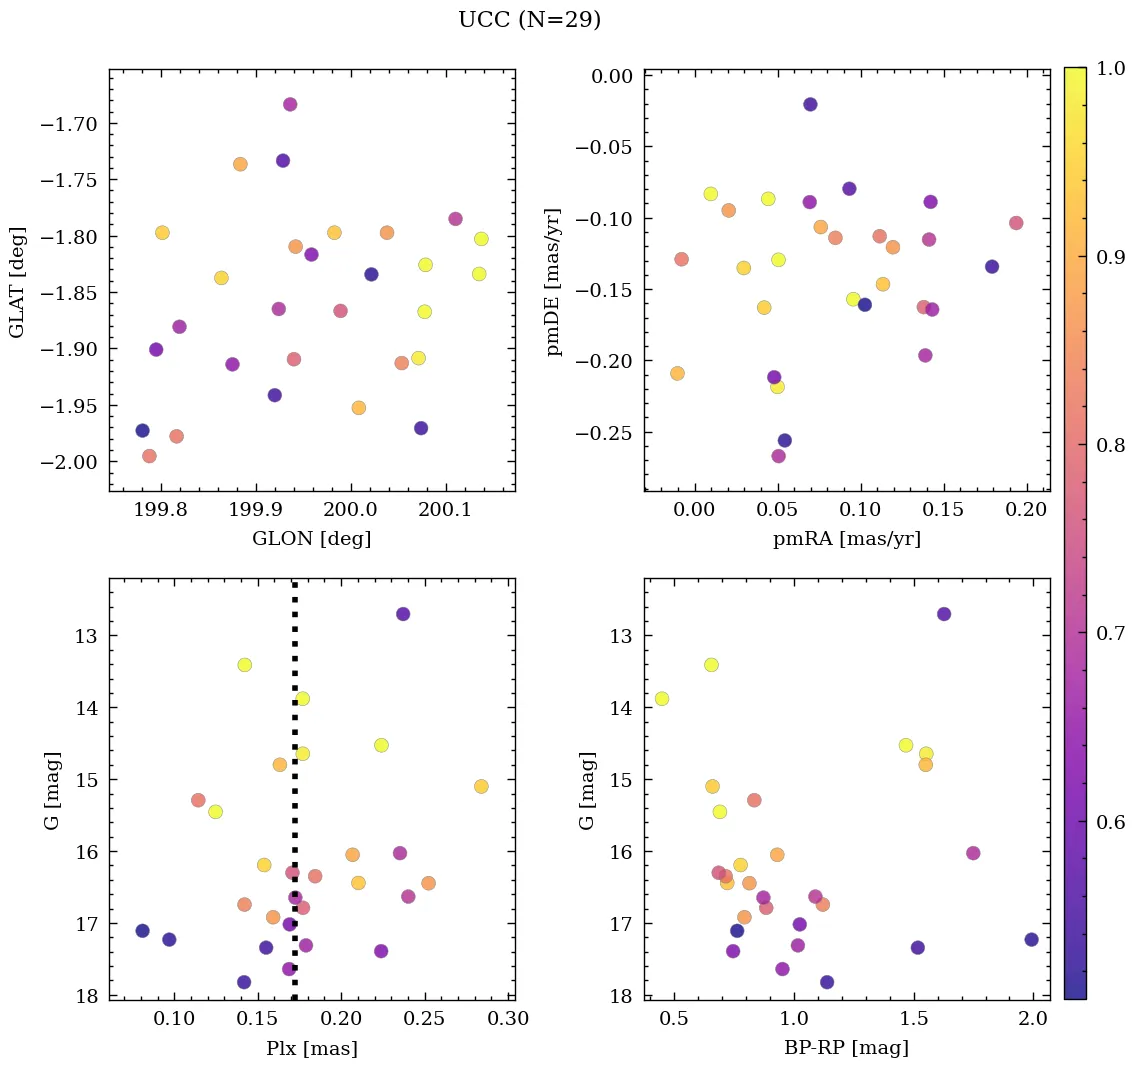 UCC (N=29)
−1.70
−1.75
−1.80
−1.85
−1.90
−1.95
−2.00
GLAT [deg]
199.8 199.9 200.0 200.1
GLON [deg]
0.00
−0.05
−0.10
−0.15
−0.20
−0.25
pmDE [mas/yr]
0.00 0.05 0.10 0.15 0.20
pmRA [mas/yr]
1.0
0.9
0.8
0.7
0.6
13
14
15
16
17
18
G [mag]
0.10 0.15 0.20 0.25 0.30
Plx [mas]
13
14
15
16
17
18
G [mag]
0.5 1.0 1.5 2.0
BP-RP [mag]